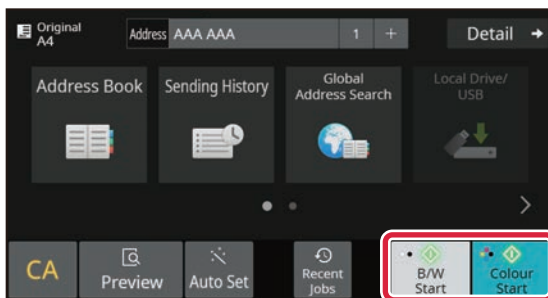 Original
A4
Address AAA AAA 1 +
Detail
Address Book
Sending History
Global
Address Search
Local Drive/
USB
CA
Preview
Auto Set
Recent
Jobs
B/W
Start
Colour
Start